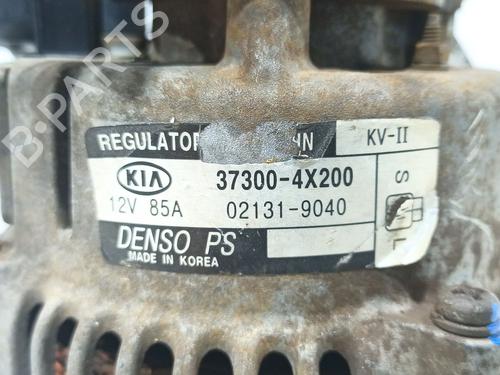 B-PARTS
REGULATOR KV-II
KIA 37300-4X200 S
12V 85A 02131-9040 L
DENSO PS
MADE IN KOREA